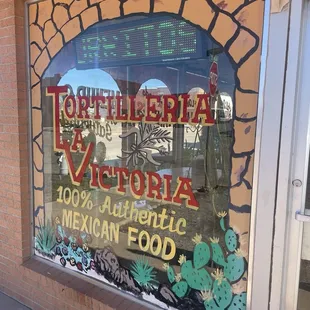 TORTILLERIA
LA
VICTORIA
100% Authentic
MEXICAN FOOD